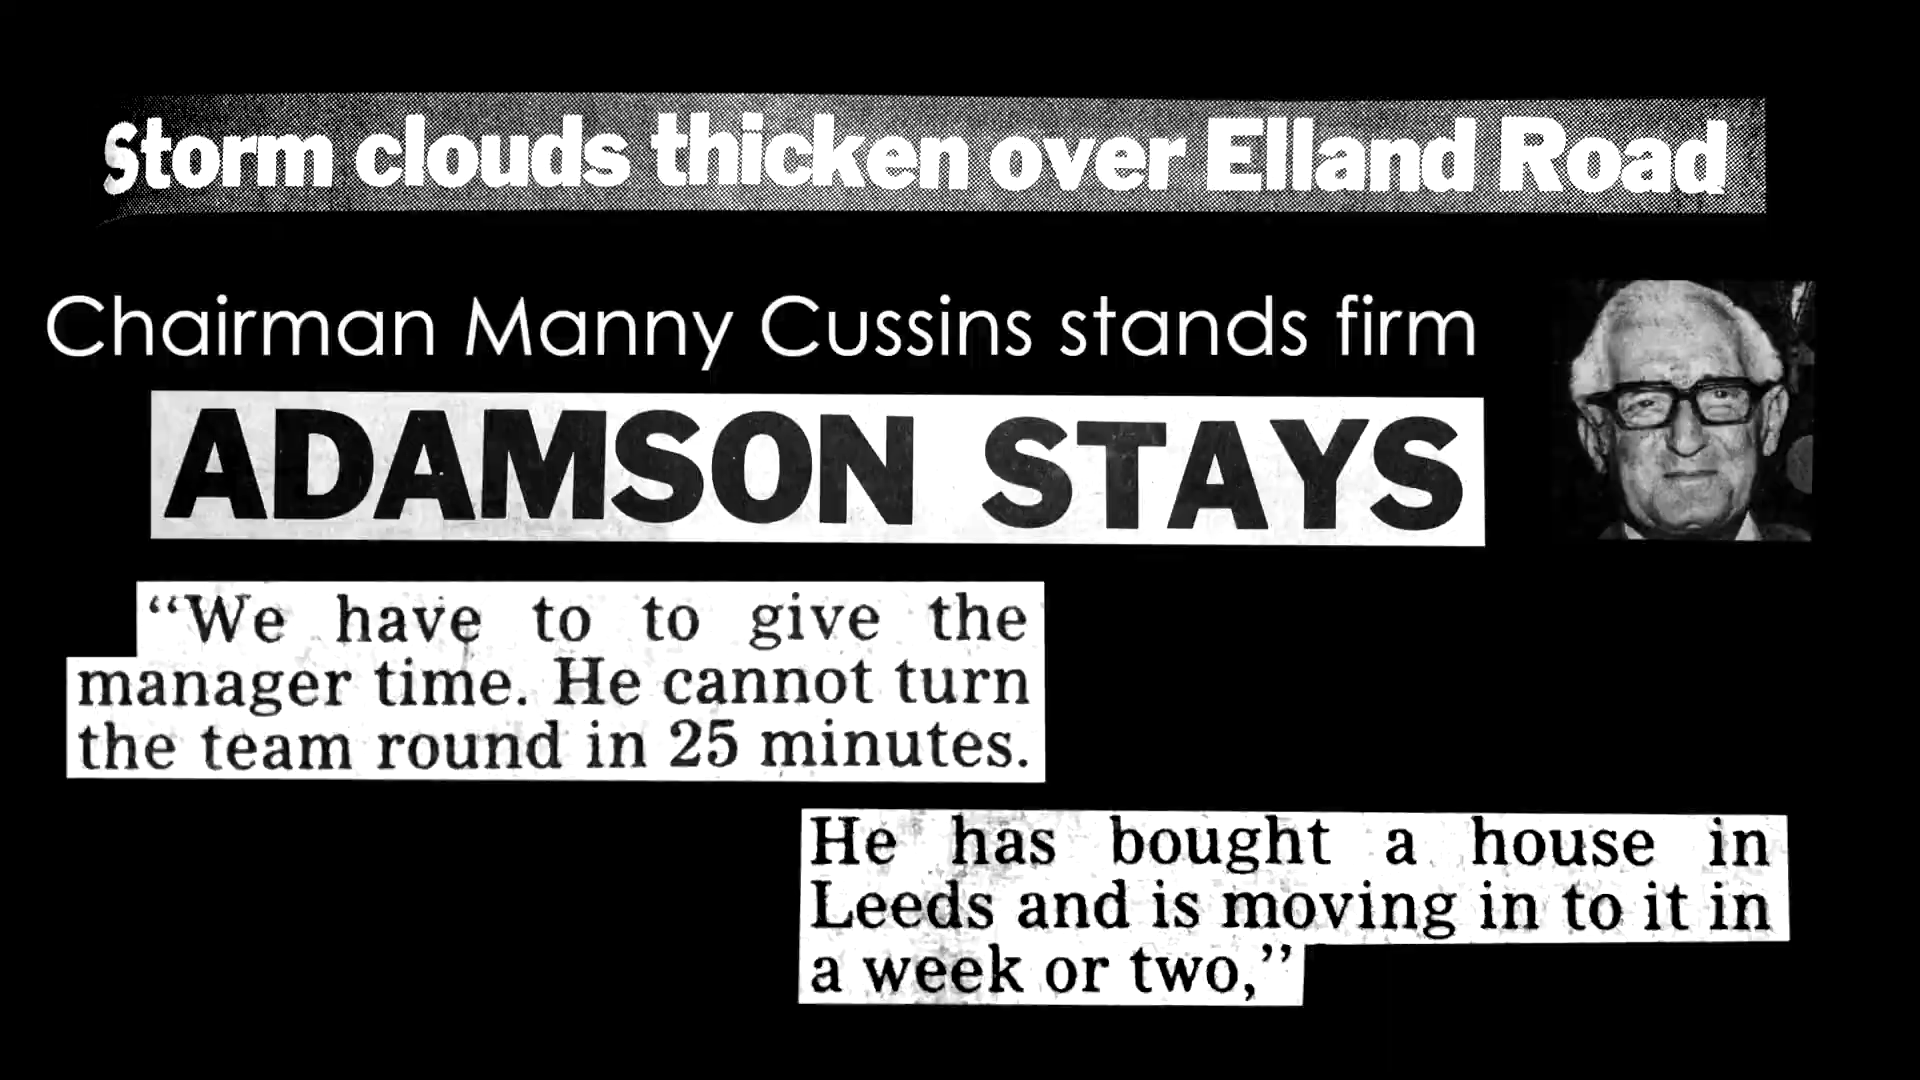 Storm clouds thicken over Elland Road
Chairman Manny Cussins stands firm
ADAMSON STAYS
“We have to to give the
manager time. He cannot turn
the team round in 25 minutes.
He has bought a house in
Leeds and is moving in to it in
a week or two,”